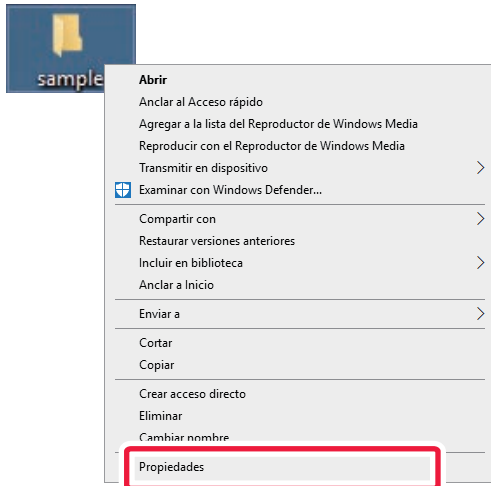 sample
Abrir
Anclar al Acceso rápido
Agregar a la lista del Reproductor de Windows Media
Reproducir con el Reproductor de Windows Media
Transmitir en dispositivo
Examinar con Windows Defender...
Compartir con
Restaurar versiones anteriores
Incluir en biblioteca
Anclar a Inicio
Enviar a
Cortar
Copiar
Crear acceso directo
Eliminar
Cambiar nombre
Propiedades